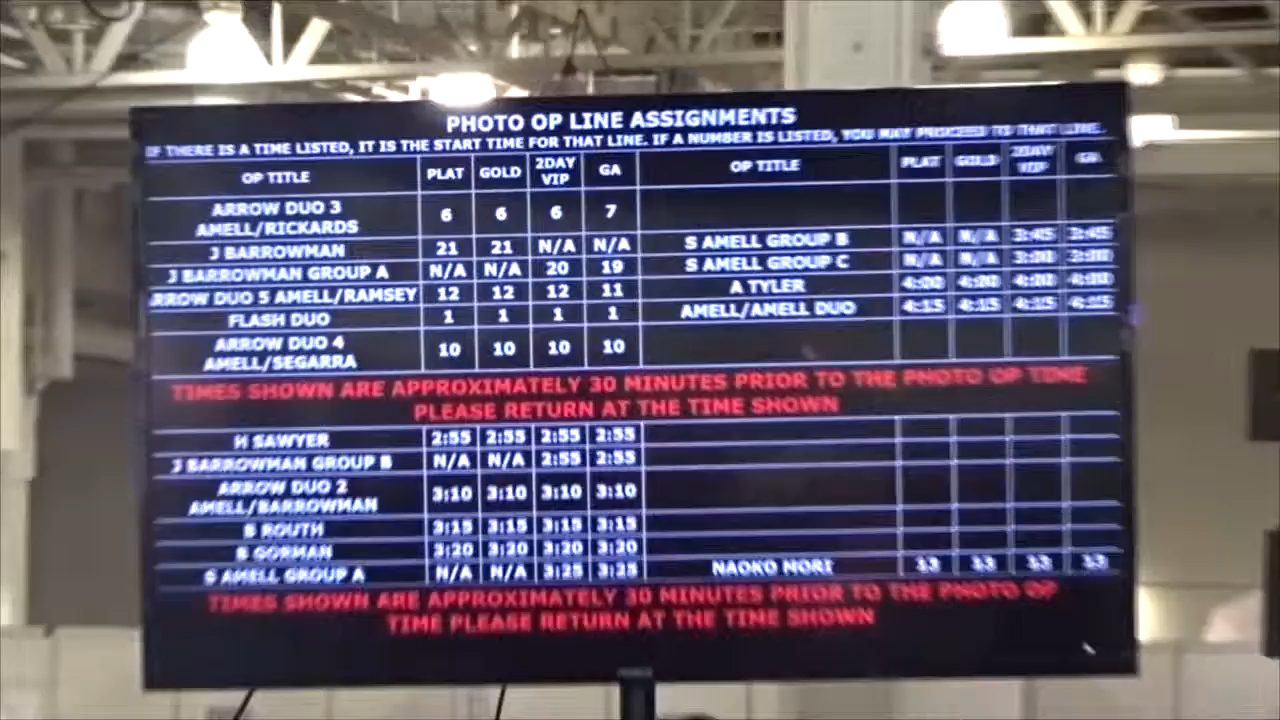 PHOTO OP LINE ASSIGNMENTS
IF THERE IS A TIME LISTED, IT IS THE START TIME FOR THAT LINE. IF A NUMBER IS LISTED, YOU MAY PROCEED TO THAT LINE.
OP TITLE PLAT GOLD 2DAY VIP GA OP TITLE PLAT GOLD 2DAY VIP GA
ARROW DUO 3
AMELL/RICKARDS 6 6 6 7
J BARROWMAN 21 21 N/A N/A S AMELL GROUP B N/A N/A 3:45 3:45
J BARROWMAN GROUP A N/A N/A 20 19 S AMELL GROUP C N/A N/A
RROW DUO 5 AMELL/RAMSEY 12 12 12 11 A TYLER 4:00 4:00 4:00 4:00
FLASH DUO 1 1 1 1 AMELL/AMELL DUO 4:15 4:15 4:15 4:15
ARROW DUO 4
AMELL/SEGARRA 10 10 10 10
TIMES SHOWN ARE APPROXIMATELY 30 MINUTES PRIOR TO THE PHOTO OP TIME
PLEASE RETURN AT THE TIME SHOWN
H SAWYER 2:55 2:55 2:55 2:55
J BARROWMAN GROUP B N/A N/A 2:55 2:55
ARROW DUO 2
AMELL/BARROWMAN 3:10 3:10 3:10 3:10
B ROUTH 3:15 3:15 3:15 3:15
B GORMAN 3:20 3:20 3:20 3:20
S AMELL GROUP A N/A N/A 3:25 3:25 NAOKO MORI 13 13 13 13
TIMES SHOWN ARE APPROXIMATELY 30 MINUTES PRIOR TO THE PHOTO OP
TIME PLEASE RETURN AT THE TIME SHOWN